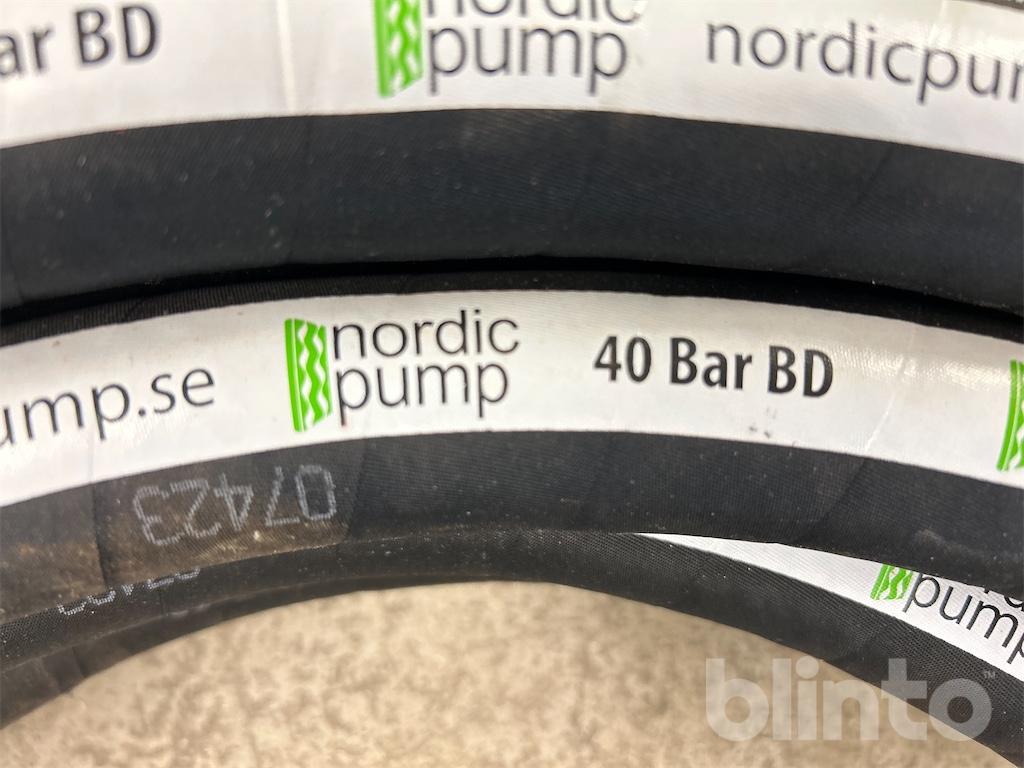 ar BD
nordic
pump
nordicpum
ump.se
nordic
pump
40 Bar BD
07423
pump
blinto